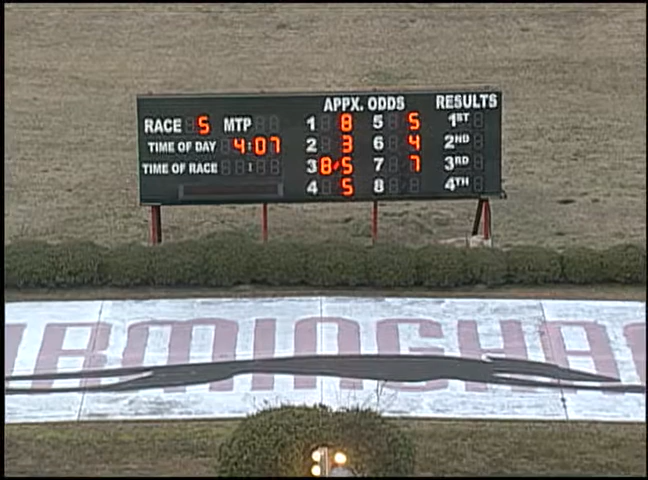 APPX. ODDS RESULTS
RACE 5 MTP 1 8 5 5 1ST
TIME OF DAY 4:07 2 3 6 4 2ND
TIME OF RACE : 3 8/5 7 7 3RD
4 5 8 4TH
BIRMINGHA